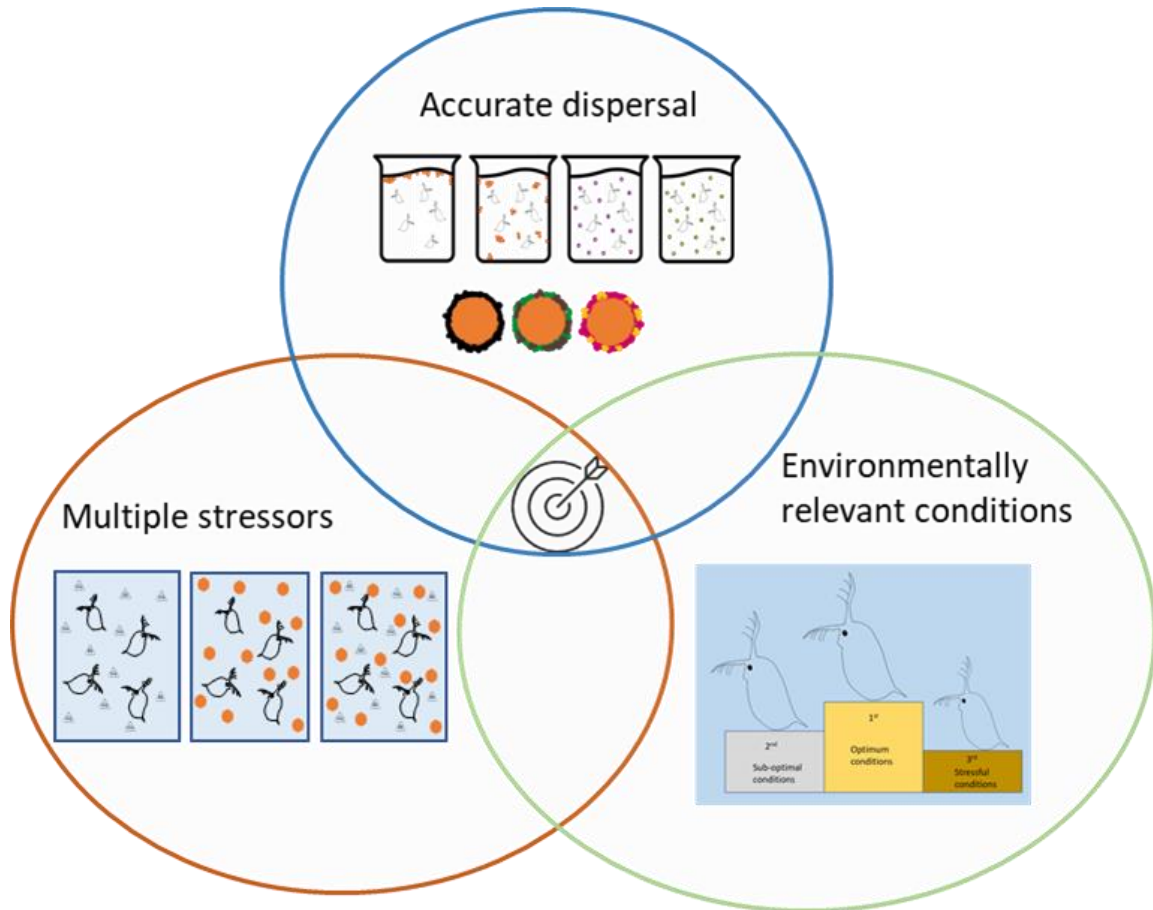 Accurate dispersal
Multiple stressors
Environmentally
relevant conditions
1st
Optimum
conditions
2nd
Sub-optimal
conditions
3rd
Stressful
conditions